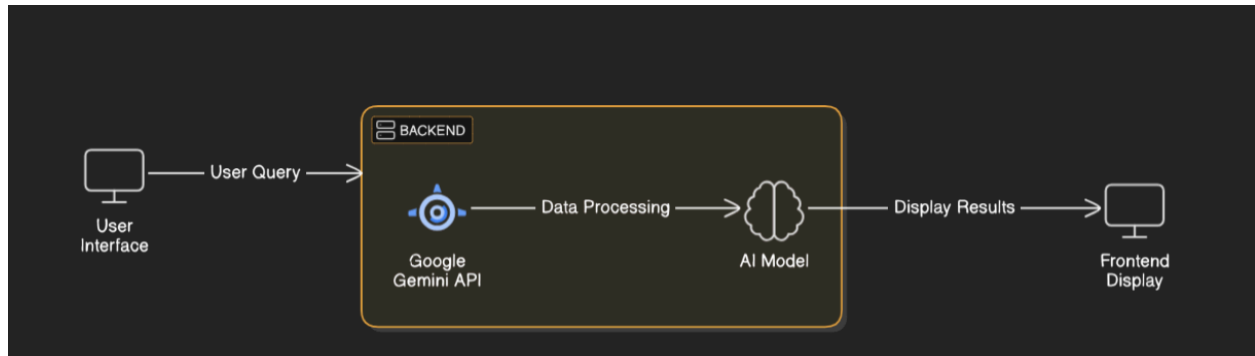 BACKEND
User Query
User
Interface
Data Processing
Google
Gemini API
AI Model
Display Results
Frontend
Display